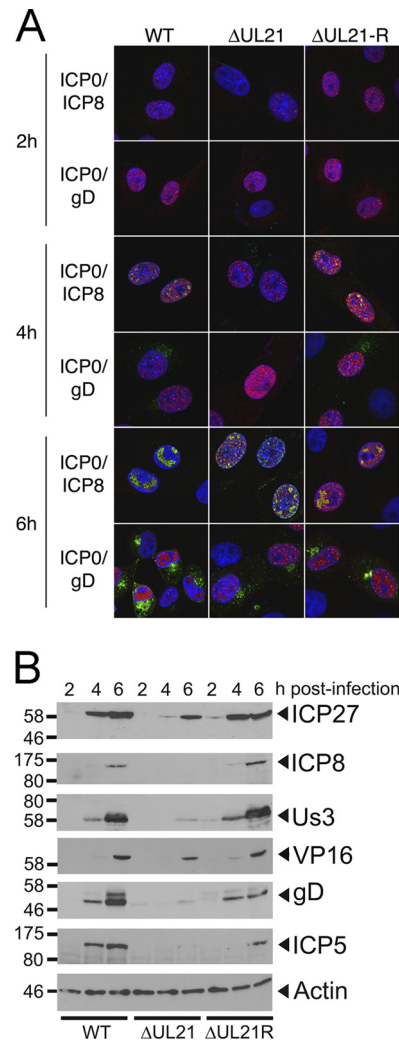 A
WT ΔUL21 ΔUL21-R
2h
ICP0/
ICP8
ICP0/
gD
4h
ICP0/
ICP8
ICP0/
gD
6h
ICP0/
ICP8
ICP0/
gD
B
2 4 6 2 4 6 2 4 6 h post-infection
58
46
ICP27
175
80
ICP8
80
58
Us3
58
VP16
58
46
gD
175
80
ICP5
46
Actin
WT ΔUL21 ΔUL21R